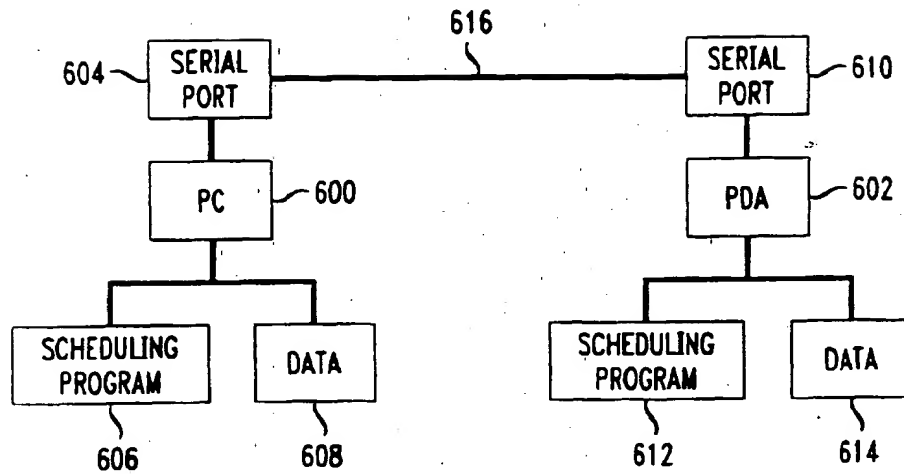 616
604
SERIAL
PORT
SERIAL
PORT
610
PC
600
PDA
602
SCHEDULING
PROGRAM
DATA
SCHEDULING
PROGRAM
DATA
606
608
612
614